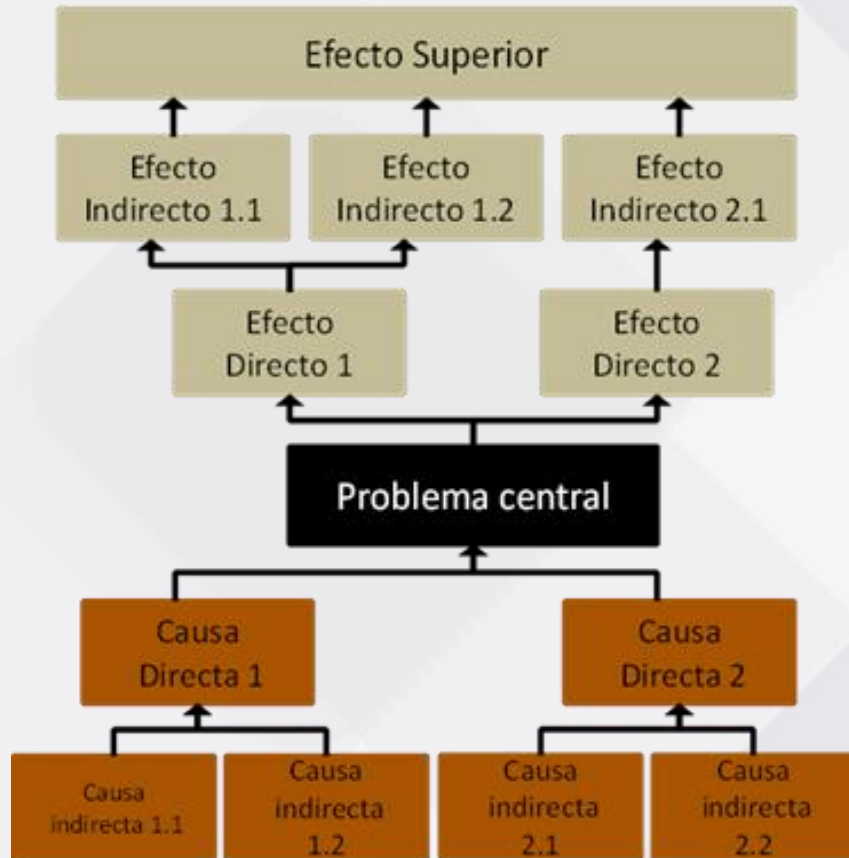 Efecto Superior
Efecto
Indirecto 1.1
Efecto
Indirecto 1.2
Efecto
Indirecto 2.1
Efecto
Directo 1
Efecto
Directo 2
Problema central
Causa
Directa 1
Causa
Directa 2
Causa
indirecta 1.1
Causa
indirecta
1.2
Causa
indirecta
2.1
Causa
indirecta
2.2